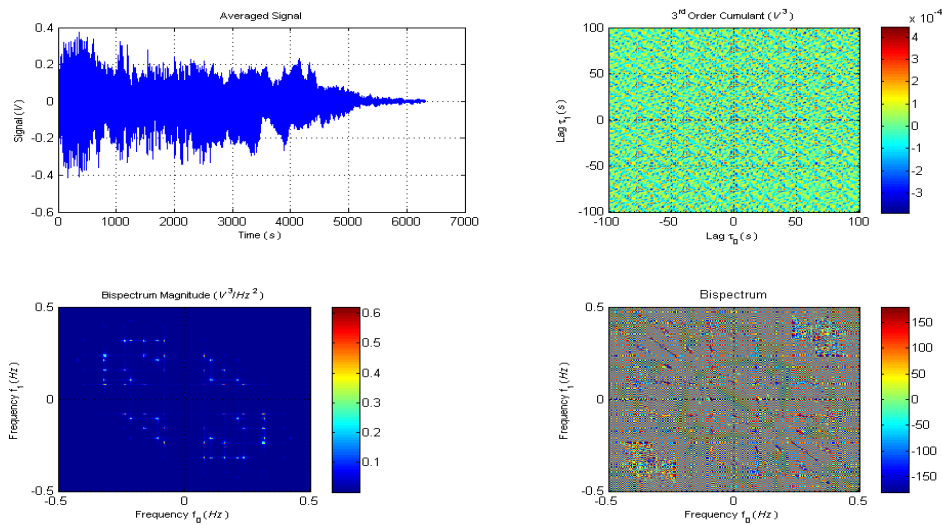 Averaged Signal
0.4
0.2
0
-0.2
-0.4
-0.6
0 1000 2000 3000 4000 5000 6000 7000
Signal (V)
Time (s)
3rd Order Cumulant (V3)
100
50
0
-50
-100
-100 -50 0 50 100
Lag τ1 (s)
Lag τ0 (s)
x 10-4
4
3
2
1
0
-1
-2
-3
Bispectrum Magnitude (V3/Hz2)
0.5
0
-0.5
-0.5 0 0.5
Frequency f1 (Hz)
Frequency f0 (Hz)
0.6
0.5
0.4
0.3
0.2
0.1
Bispectrum
0.5
0
-0.5
-0.5 0 0.5
Frequency f1 (Hz)
Frequency f0 (Hz)
150
100
50
0
-50
-100
-150